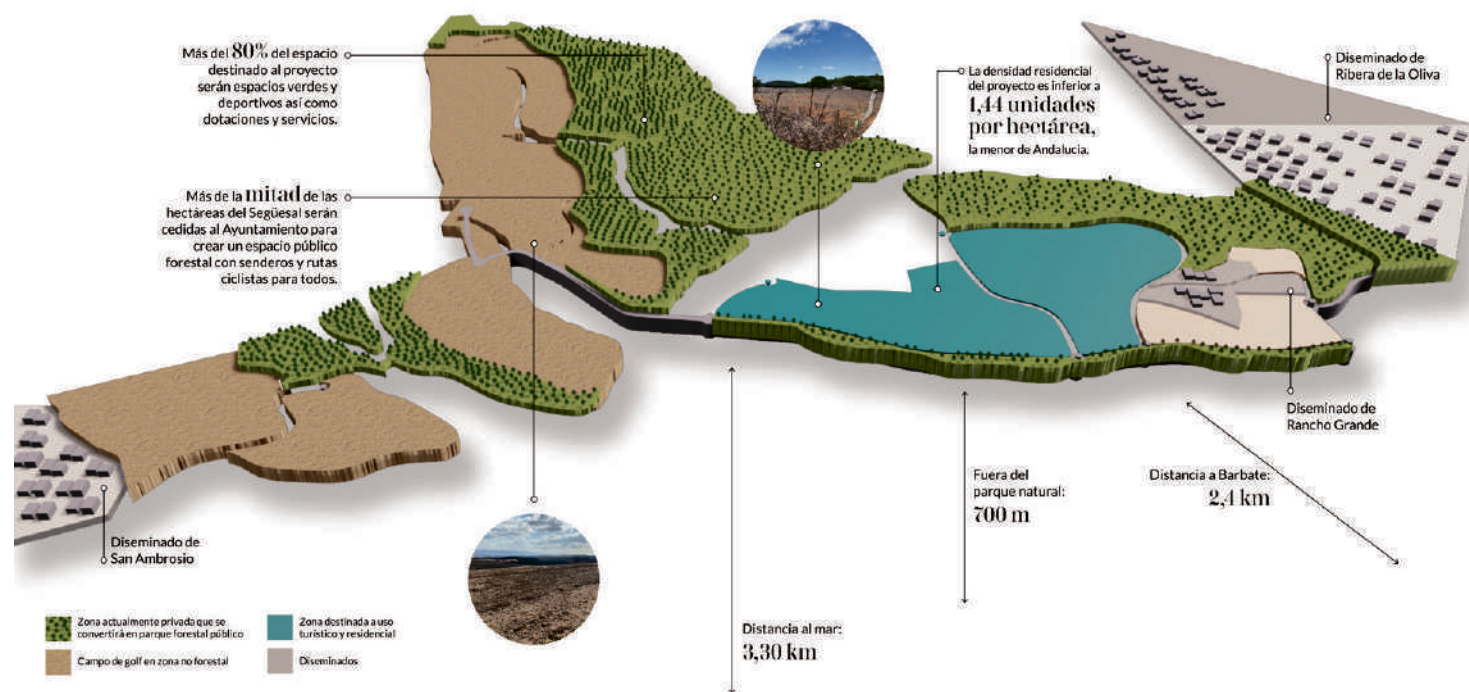 Más del 80% del espacio
destinado al proyecto
serán espacios verdes y
deportivos así como
dotaciones y servicios.
Más de la mitad de las
hectáreas del Següesal serán
cedidas al Ayuntamiento para
crear un espacio público
forestal con senderos y rutas
ciclistas para todos.
La densidad residencial
del proyecto es inferior a
1,44 unidades
por hectárea,
la menor de Andalucía.
Diseminado de
Ribera de la Oliva
Diseminado de
Rancho Grande
Distancia a Barbate:
2,4 km
Fuera del
parque natural:
700 m
Diseminado de
San Ambrosio
Distancia al mar:
3,30 km
Zona actualmente privada que se
convertirá en parque forestal público
Campo de golf en zona no forestal
Zona destinada a uso
turístico y residencial
Diseminados